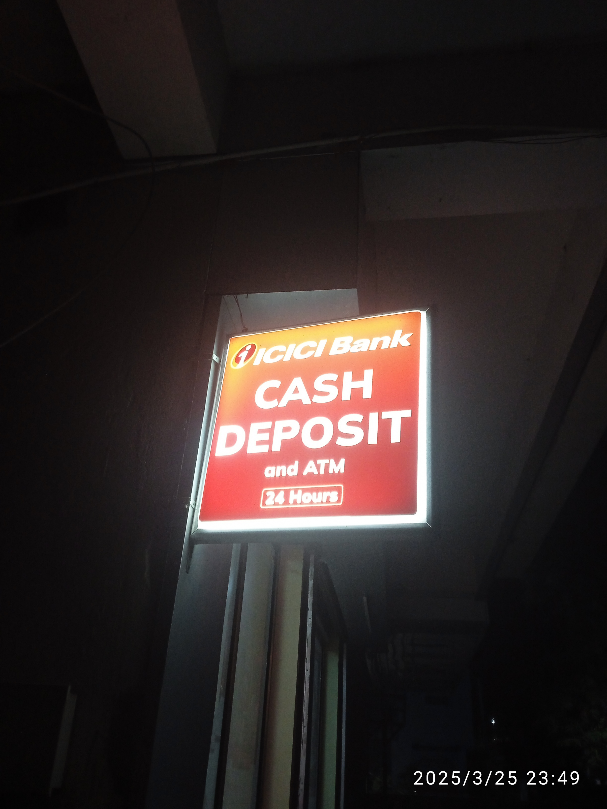 i ICICI Bank
CASH
DEPOSIT
and ATM
24 Hours
2025/3/25 23:49